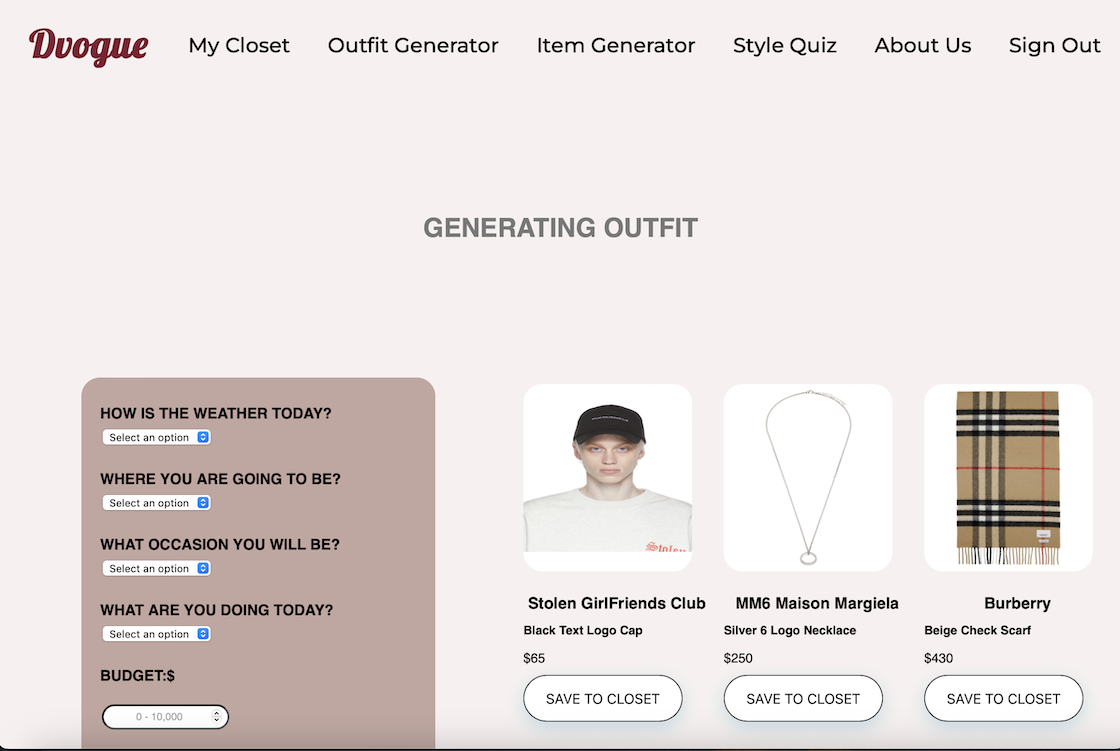 Dvogue
My Closet
Outfit Generator
Item Generator
Style Quiz
About Us
Sign Out
GENERATING OUTFIT
HOW IS THE WEATHER TODAY?
Select an option
WHERE YOU ARE GOING TO BE?
Select an option
WHAT OCCASION YOU WILL BE?
Select an option
WHAT ARE YOU DOING TODAY?
Select an option
BUDGET:$
0 - 10,000
Stolen
Stolen GirlFriends Club
Black Text Logo Cap
$65
SAVE TO CLOSET
MM6 Maison Margiela
Silver 6 Logo Necklace
$250
SAVE TO CLOSET
Burberry
Beige Check Scarf
$430
SAVE TO CLOSET